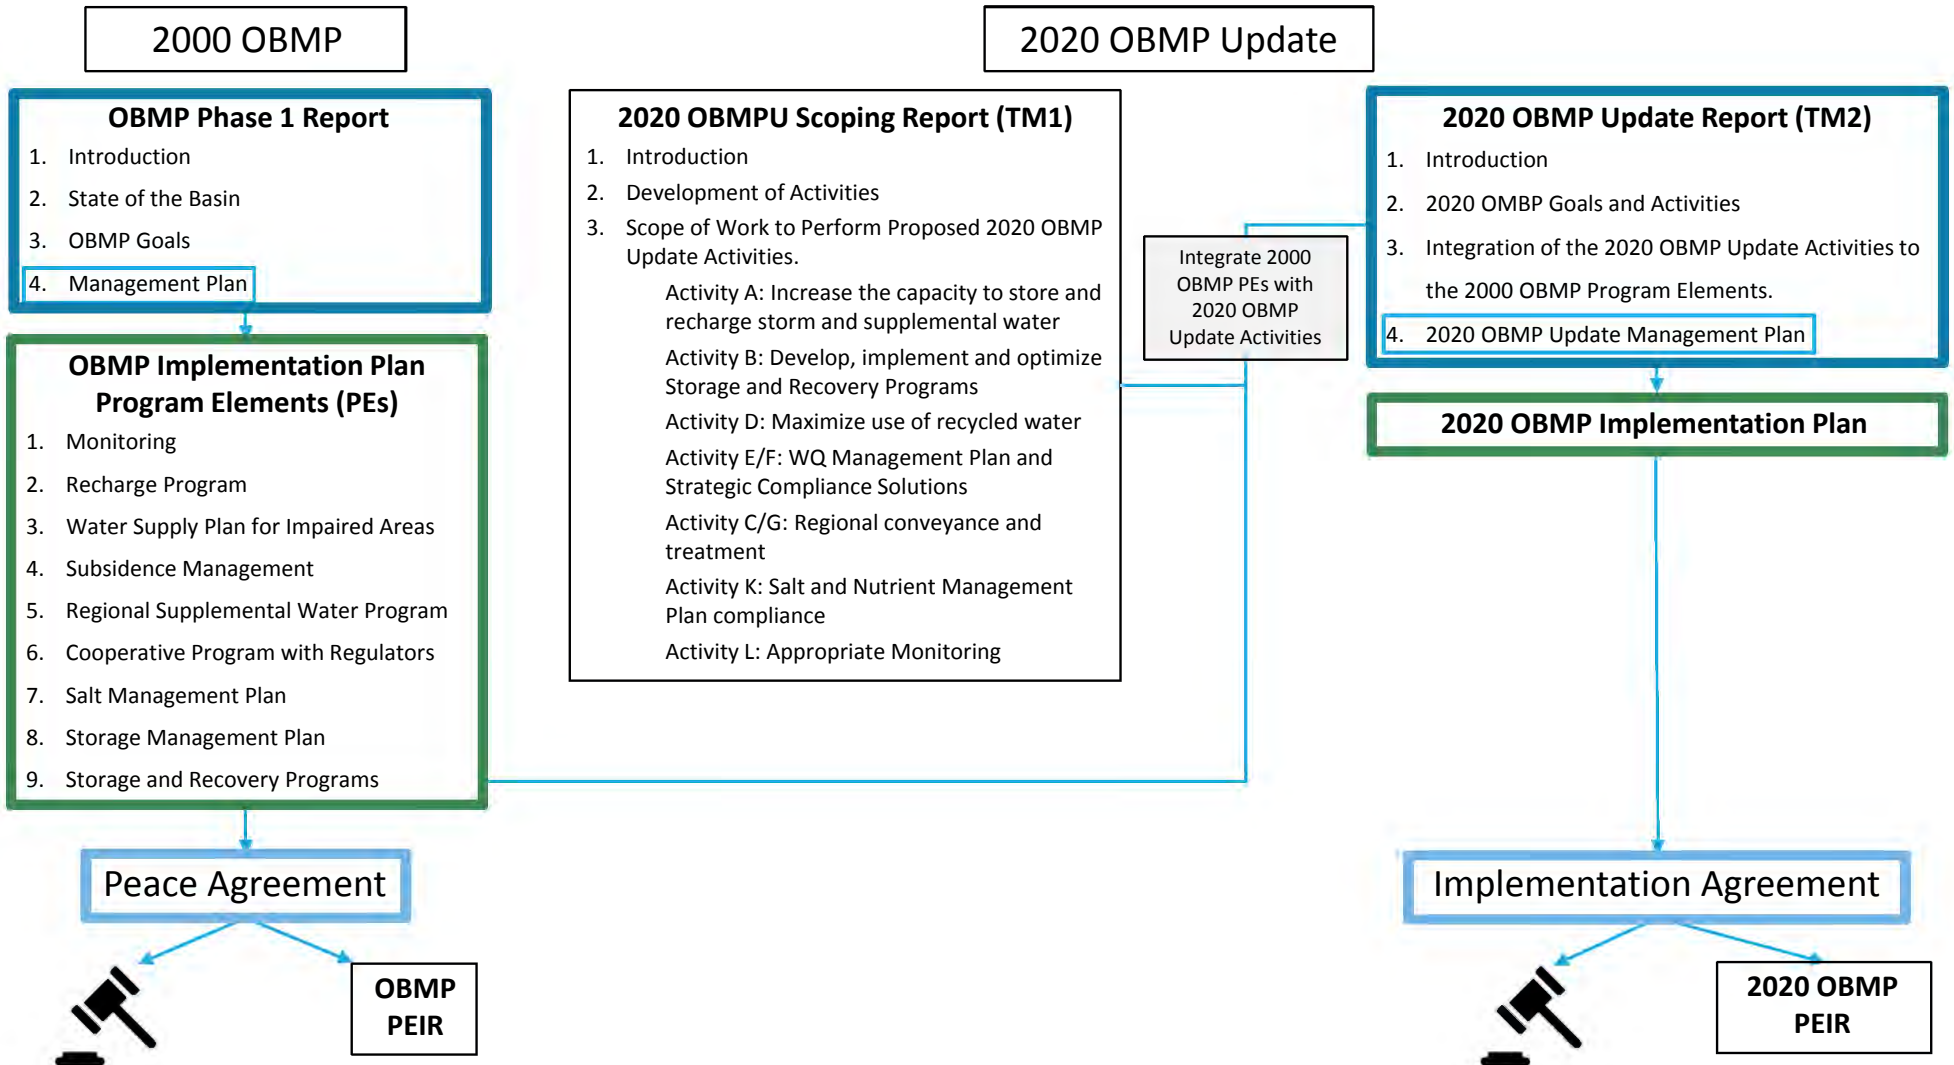 2000 OBMP
2020 OBMP Update
OBMP Phase 1 Report
1. Introduction
2. State of the Basin
3. OBMP Goals
4. Management Plan
OBMP Implementation Plan
Program Elements (PEs)
1. Monitoring
2. Recharge Program
3. Water Supply Plan for Impaired Areas
4. Subsidence Management
5. Regional Supplemental Water Program
6. Cooperative Program with Regulators
7. Salt Management Plan
8. Storage Management Plan
9. Storage and Recovery Programs
Peace Agreement
OBMP
PEIR
2020 OBMPU Scoping Report (TM1)
1. Introduction
2. Development of Activities
3. Scope of Work to Perform Proposed 2020 OBMP
Update Activities.
Activity A: Increase the capacity to store and
recharge storm and supplemental water
Activity B: Develop, implement and optimize
Storage and Recovery Programs
Activity D: Maximize use of recycled water
Activity E/F: WQ Management Plan and
Strategic Compliance Solutions
Activity C/G: Regional conveyance and
treatment
Activity K: Salt and Nutrient Management
Plan compliance
Activity L: Appropriate Monitoring
Integrate 2000
OBMP PEs with
2020 OBMP
Update Activities
2020 OBMP Update Report (TM2)
1. Introduction
2. 2020 OMBP Goals and Activities
3. Integration of the 2020 OBMP Update Activities to
the 2000 OBMP Program Elements.
4. 2020 OBMP Update Management Plan
2020 OBMP Implementation Plan
Implementation Agreement
2020 OBMP
PEIR